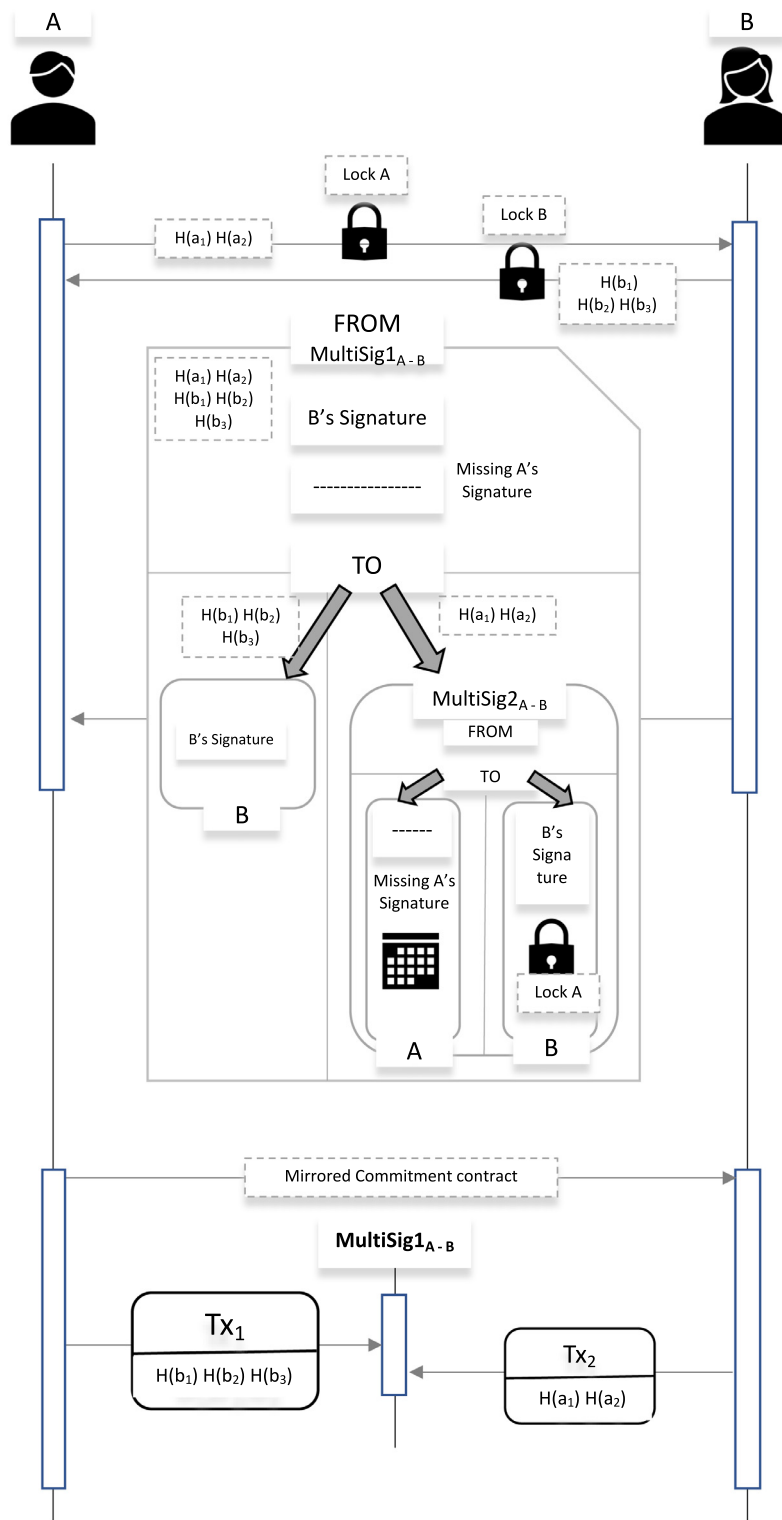 A
B
Lock A
Lock B
H(a₁) H(a₂)
H(b₁)
H(b₂) H(b₃)
FROM
MultiSig1A - B
H(a₁) H(a₂)
H(b₁) H(b₂)
H(b₃)
B's Signature
----------------
Missing A's
Signature
TO
H(b₁) H(b₂)
H(b₃)
H(a₁) H(a₂)
MultiSig2A - B
FROM
B's Signature
B
TO
------
Missing A's
Signature
B's
Signa
ture
Lock A
A
B
Mirrored Commitment contract
MultiSig1A - B
Tx₁
H(b₁) H(b₂) H(b₃)
Tx₂
H(a₁) H(a₂)